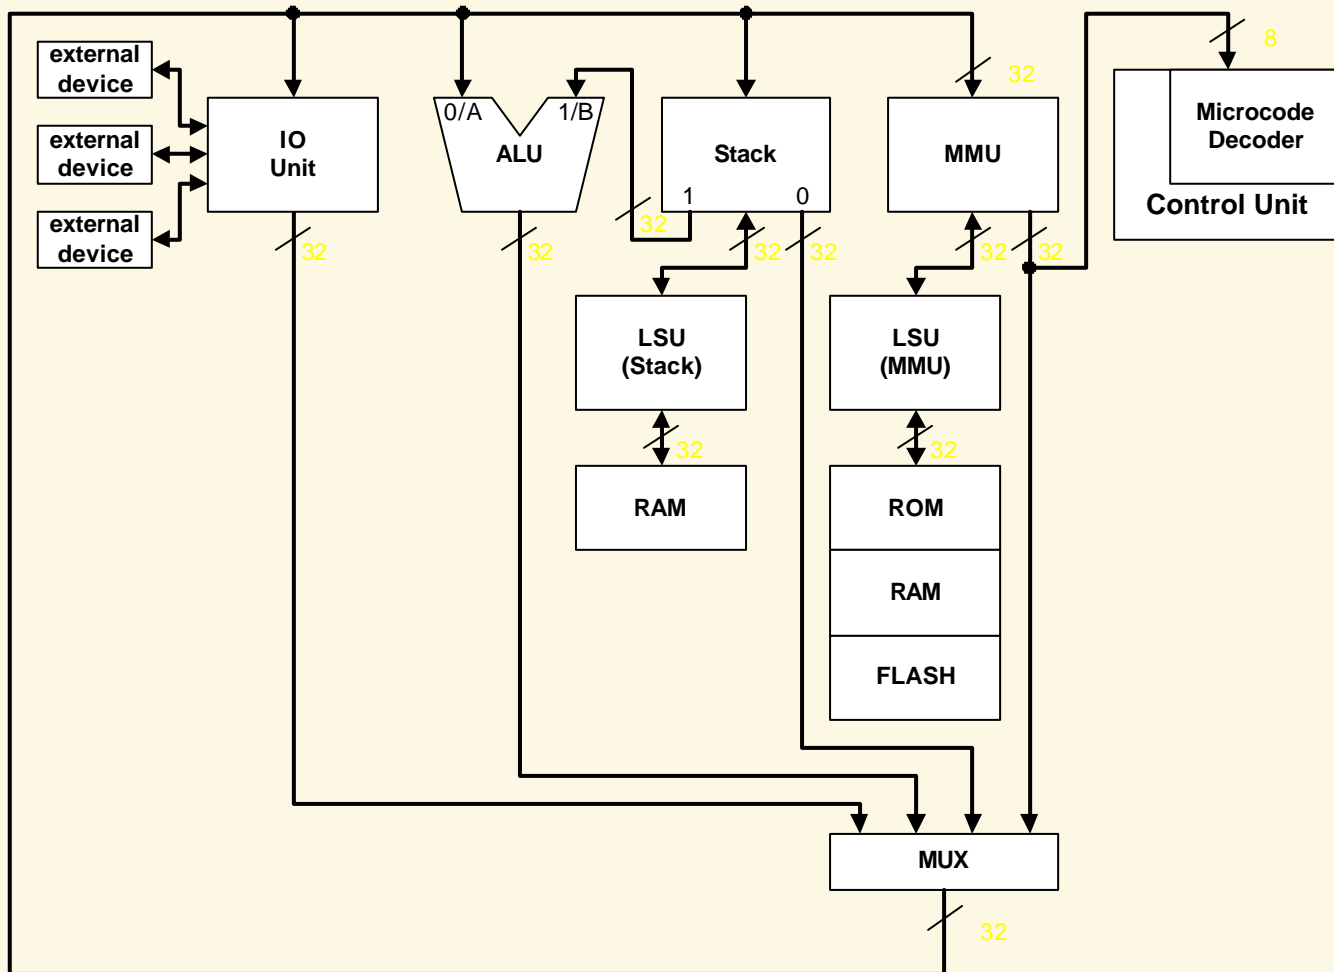 external
device
external
device
external
device
IO
Unit
32
0/A
1/B
ALU
32
32
Stack
1
0
32
32
LSU
(Stack)
32
RAM
32
MMU
32
32
LSU
(MMU)
32
ROM
RAM
FLASH
8
Microcode
Decoder
Control Unit
MUX
32